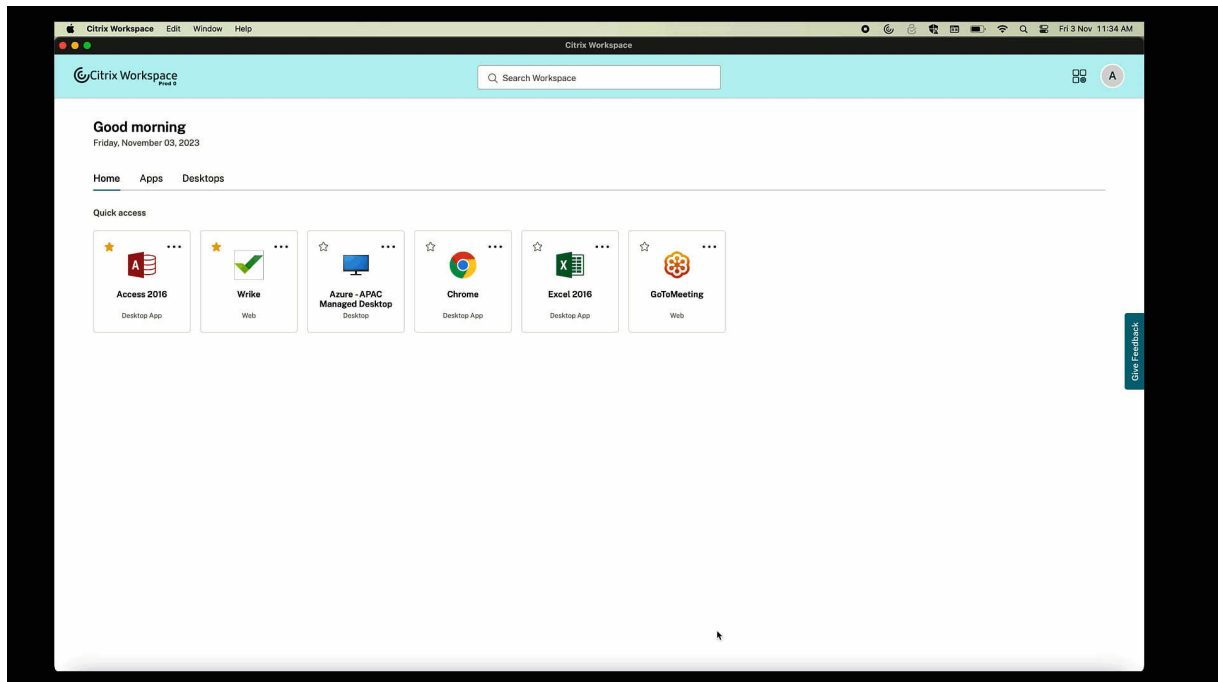 Citrix Workspace Edit Window Help Fri 3 Nov 11:34 AM
Citrix Workspace
Citrix Workspace
Prod 0
Search Workspace
A
Good morning
Friday, November 03, 2023
Home Apps Desktops
Quick access
Access 2016
Desktop App
Wrike
Web
Azure - APAC
Managed Desktop
Desktop
Chrome
Desktop App
Excel 2016
Desktop App
GoToMeeting
Web
Give Feedback